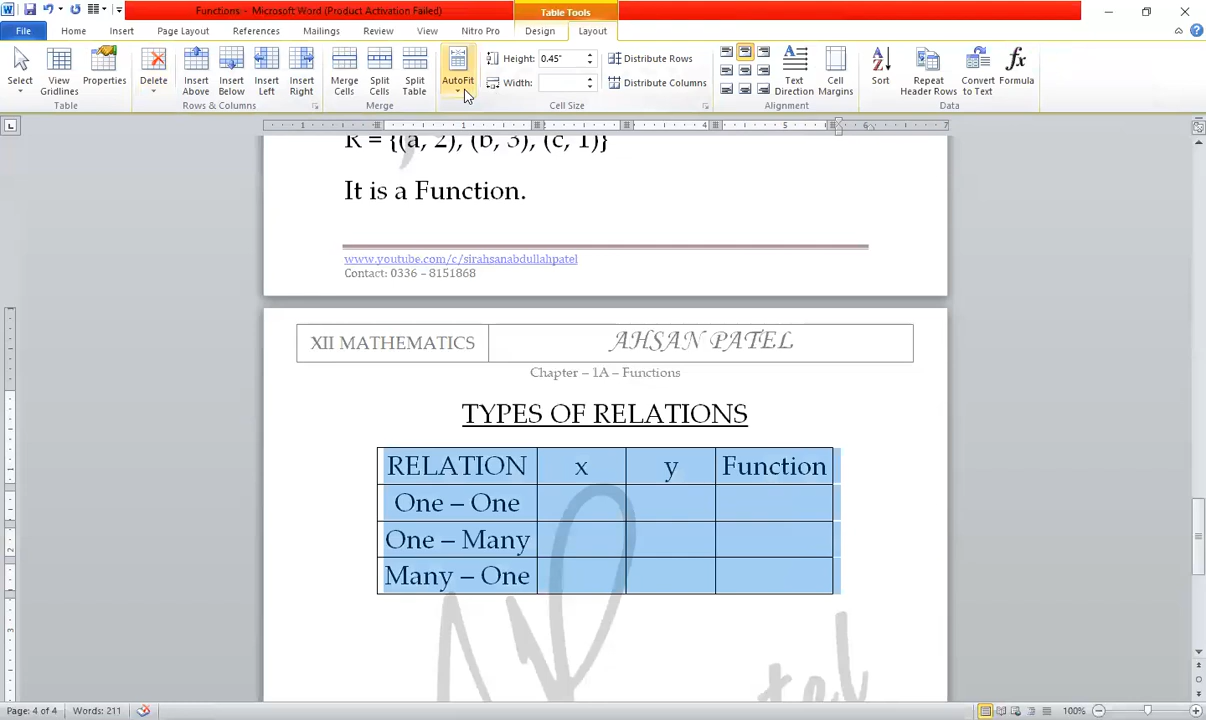 Functions - Microsoft Word (Product Activation Failed)
Table Tools
File Home Insert Page Layout References Mailings Review View Nitro Pro Design Layout
Select
View Gridlines
Properties
Table
Delete
Insert Above
Insert Below
Insert Left
Insert Right
Rows & Columns
Merge Cells
Split Cells
Split Table
Merge
AutoFit
Height: 0.45"
Width:
Distribute Rows
Distribute Columns
Cell Size
Text Direction
Cell Margins
Alignment
Sort
Repeat Header Rows
Convert to Text
Formula
Data
R = {(a, 2), (b, 3), (c, 1)}
It is a Function.
www.youtube.com/c/sirahsanabdullahpatel
Contact: 0336 – 8151868
XII MATHEMATICS AHSAN PATEL
Chapter – 1A – Functions
TYPES OF RELATIONS
RELATION x y Function
One – One
One – Many
Many – One
Page: 4 of 4 Words: 211 100%